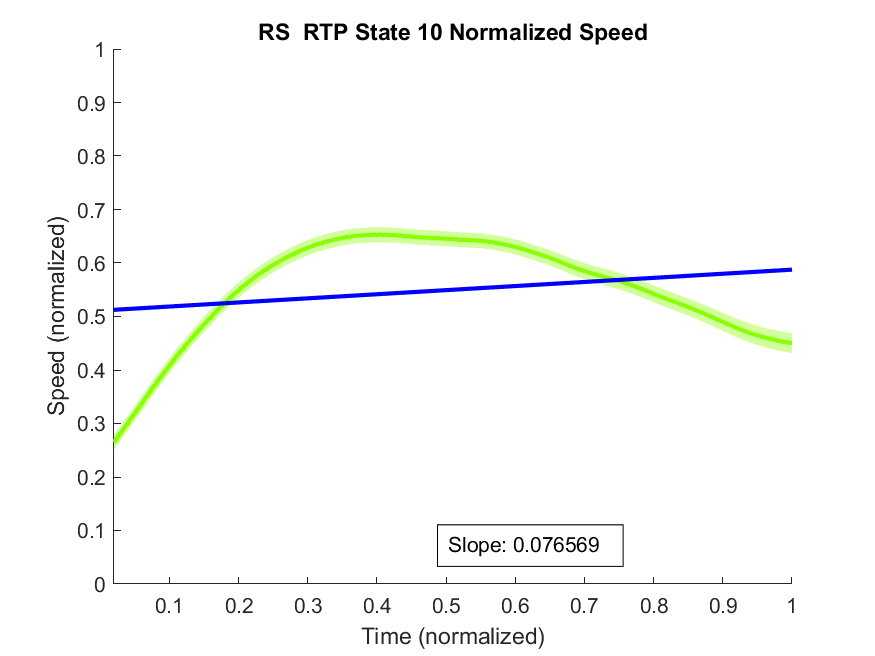 RS  RTP State 10 Normalized Speed
1
0.9
0.8
0.7
0.6
0.5
0.4
0.3
0.2
0.1
0
Speed (normalized)
Slope: 0.076569
0.1 0.2 0.3 0.4 0.5 0.6 0.7 0.8 0.9 1
Time (normalized)